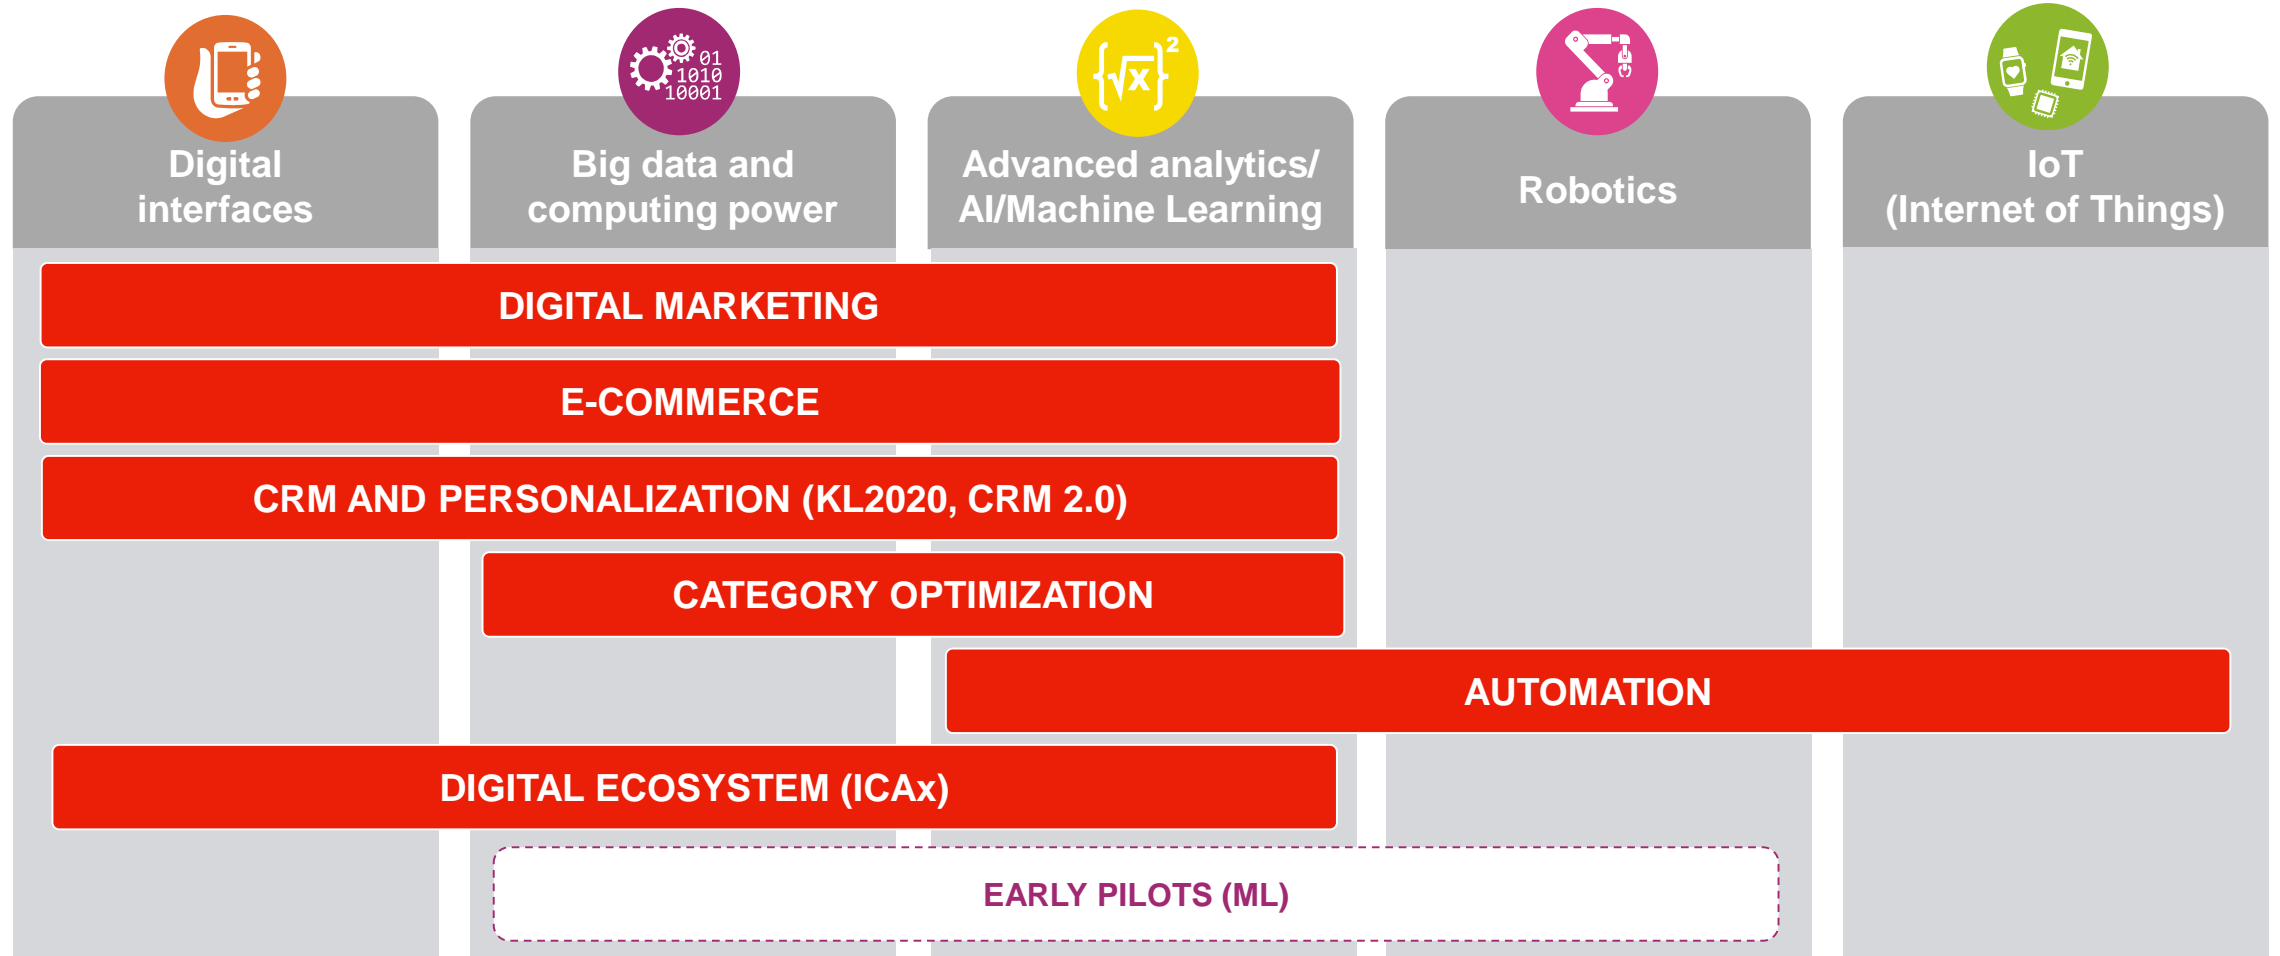 01
1010
10001
{√x}²
Digital
interfaces
Big data and
computing power
Advanced analytics/
AI/Machine Learning
Robotics
IoT
(Internet of Things)
DIGITAL MARKETING
E-COMMERCE
CRM AND PERSONALIZATION (KL2020, CRM 2.0)
CATEGORY OPTIMIZATION
AUTOMATION
DIGITAL ECOSYSTEM (ICAx)
EARLY PILOTS (ML)